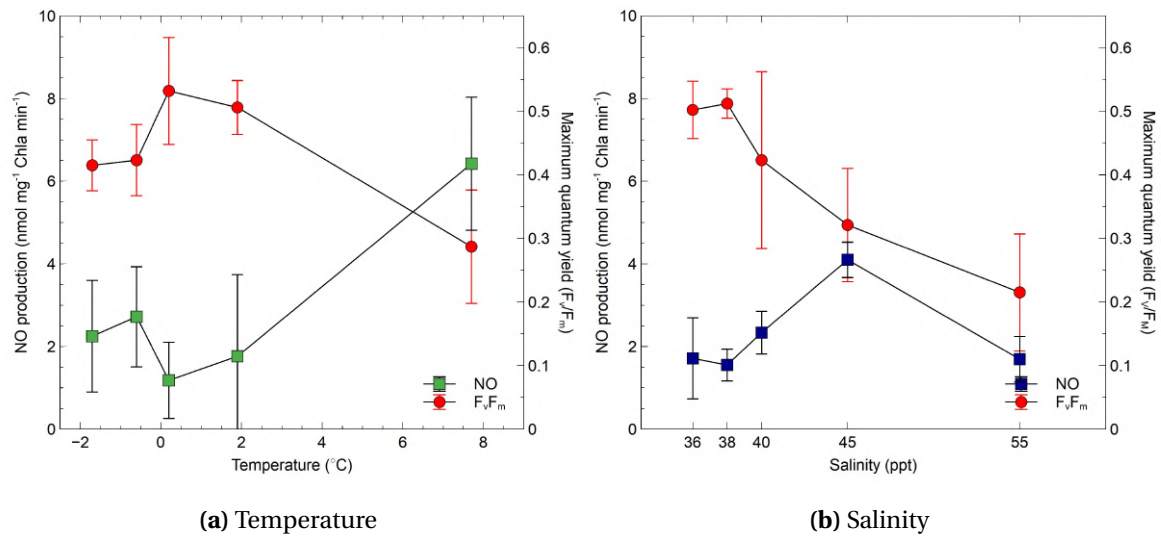 10
8
6
4
2
0
NO production (nmol mg⁻¹ Chla min⁻¹)
0.6
0.5
0.4
0.3
0.2
0.1
0
Maximum quantum yield (Fᵥ/Fₘ)
NO
FᵥFₘ
−2 0 2 4 6 8
Temperature (°C)
(a) Temperature
10
8
6
4
2
0
NO production (nmol mg⁻¹ Chla min⁻¹)
0.6
0.5
0.4
0.3
0.2
0.1
0
Maximum quantum yeild (Fᵥ/F_M)
NO
FᵥFₘ
36 38 40 45 55
Salinity (ppt)
(b) Salinity